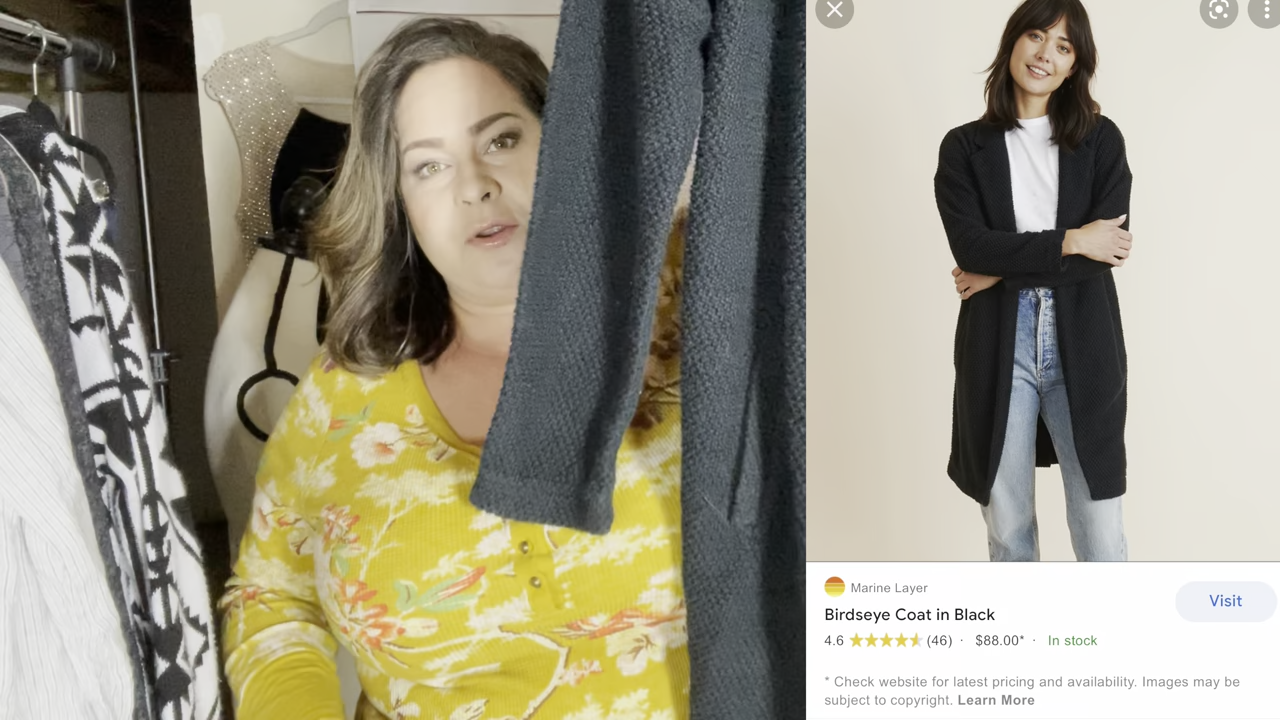 Marine Layer
Birdseye Coat in Black
Visit
4.6 ★★★★★ (46) · $88.00* · In stock
* Check website for latest pricing and availability. Images may be
subject to copyright. Learn More